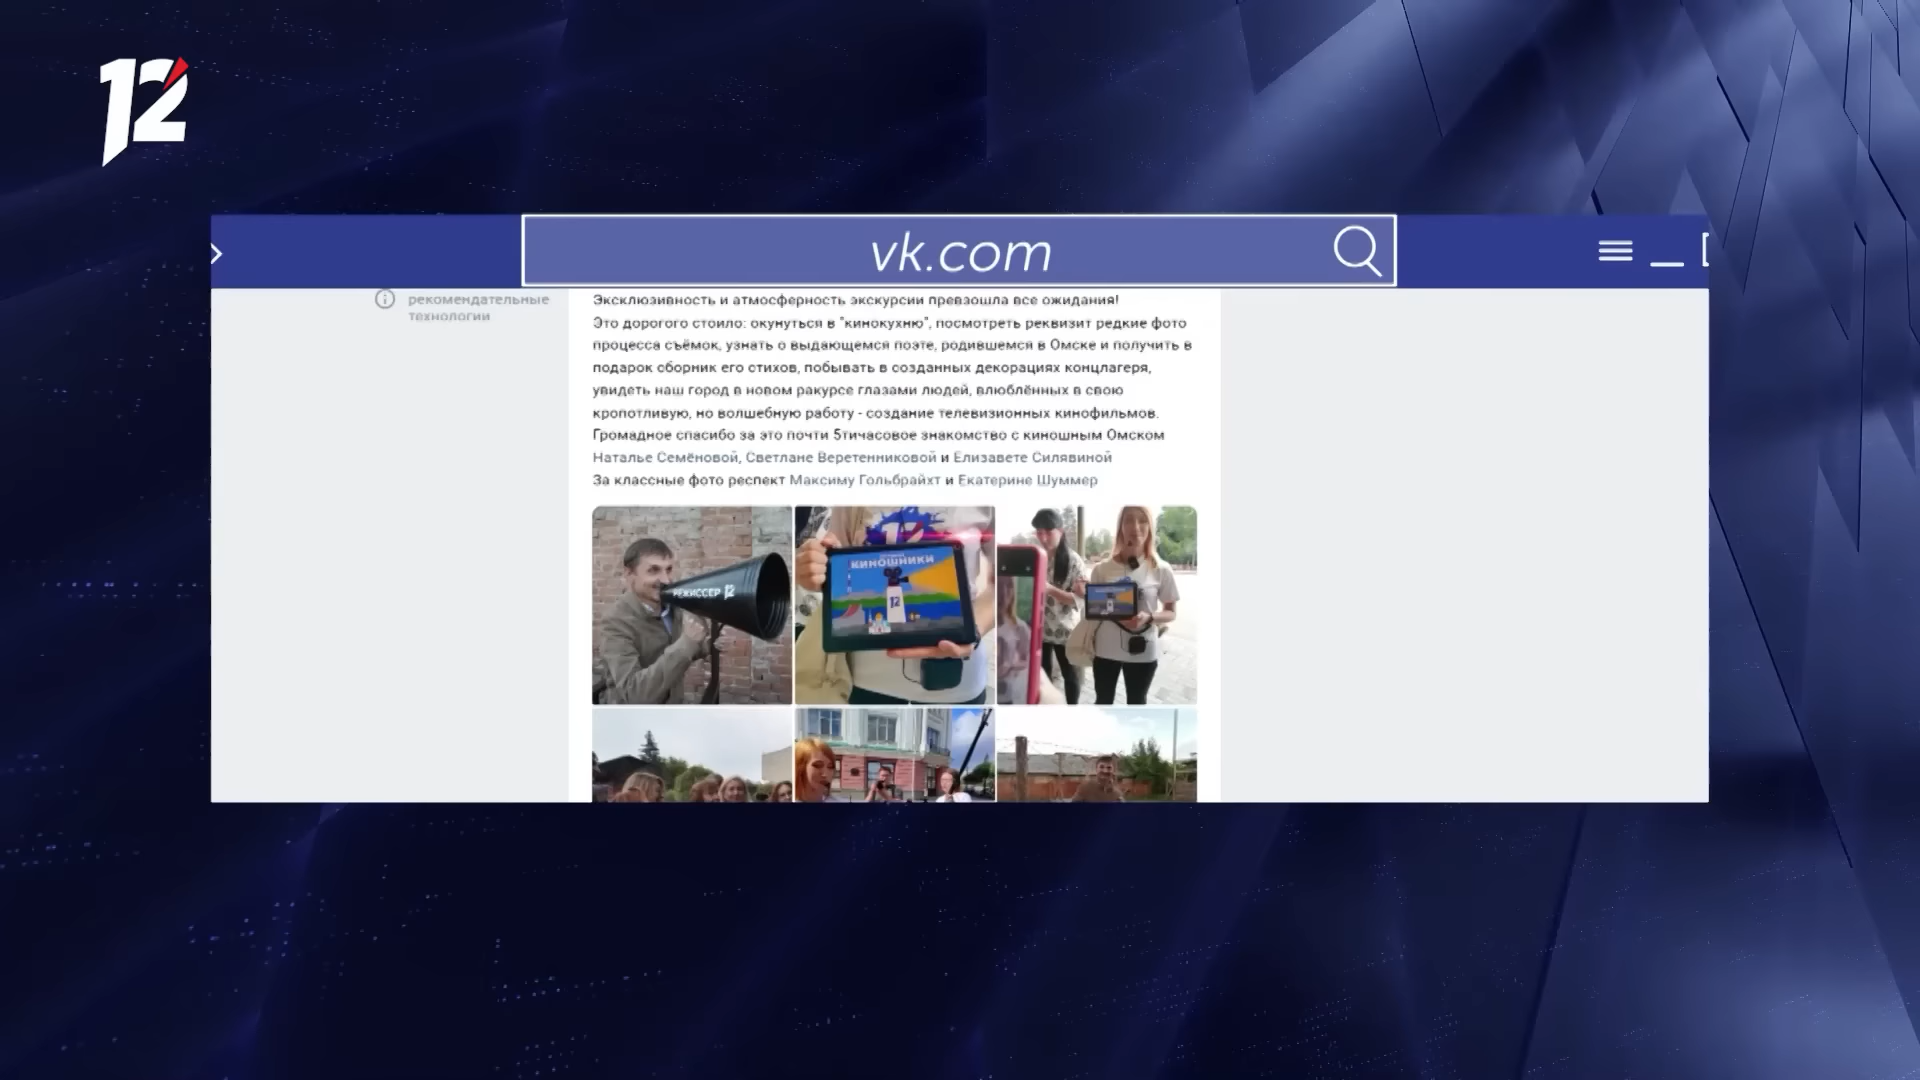 12
vk.com
рекомендательные
технологии
Эксклюзивность и атмосферность экскурсии превзошла все ожидания!
Это дорогого стоило: окунуться в "кинокухню", посмотреть реквизит редкие фото
процесса съёмок, узнать о выдающемся поэте, родившемся в Омске и получить в
подарок сборник его стихов, побывать в созданных декорациях концлагеря,
увидеть наш город в новом ракурсе глазами людей, влюблённых в свою
кропотливую, но волшебную работу - создание телевизионных кинофильмов.
Громадное спасибо за это почти 5тичасовое знакомство с киношным Омском
Наталье Семёновой, Светлане Веретенниковой и Елизавете Силявиной
За классные фото респект Максиму Гольбрайхт и Екатерине Шуммер
РЕЖИССЕР 12
КИНОШНИКИ
12